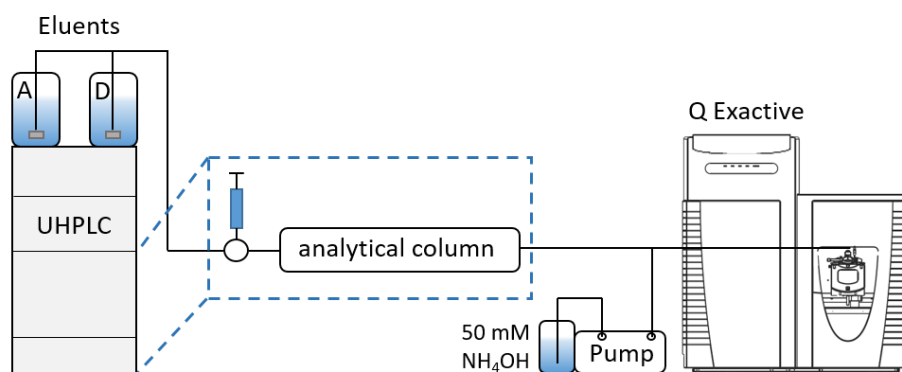 Eluents
A
D
Q Exactive
UHPLC
analytical column
50 mM
NH₄OH
Pump